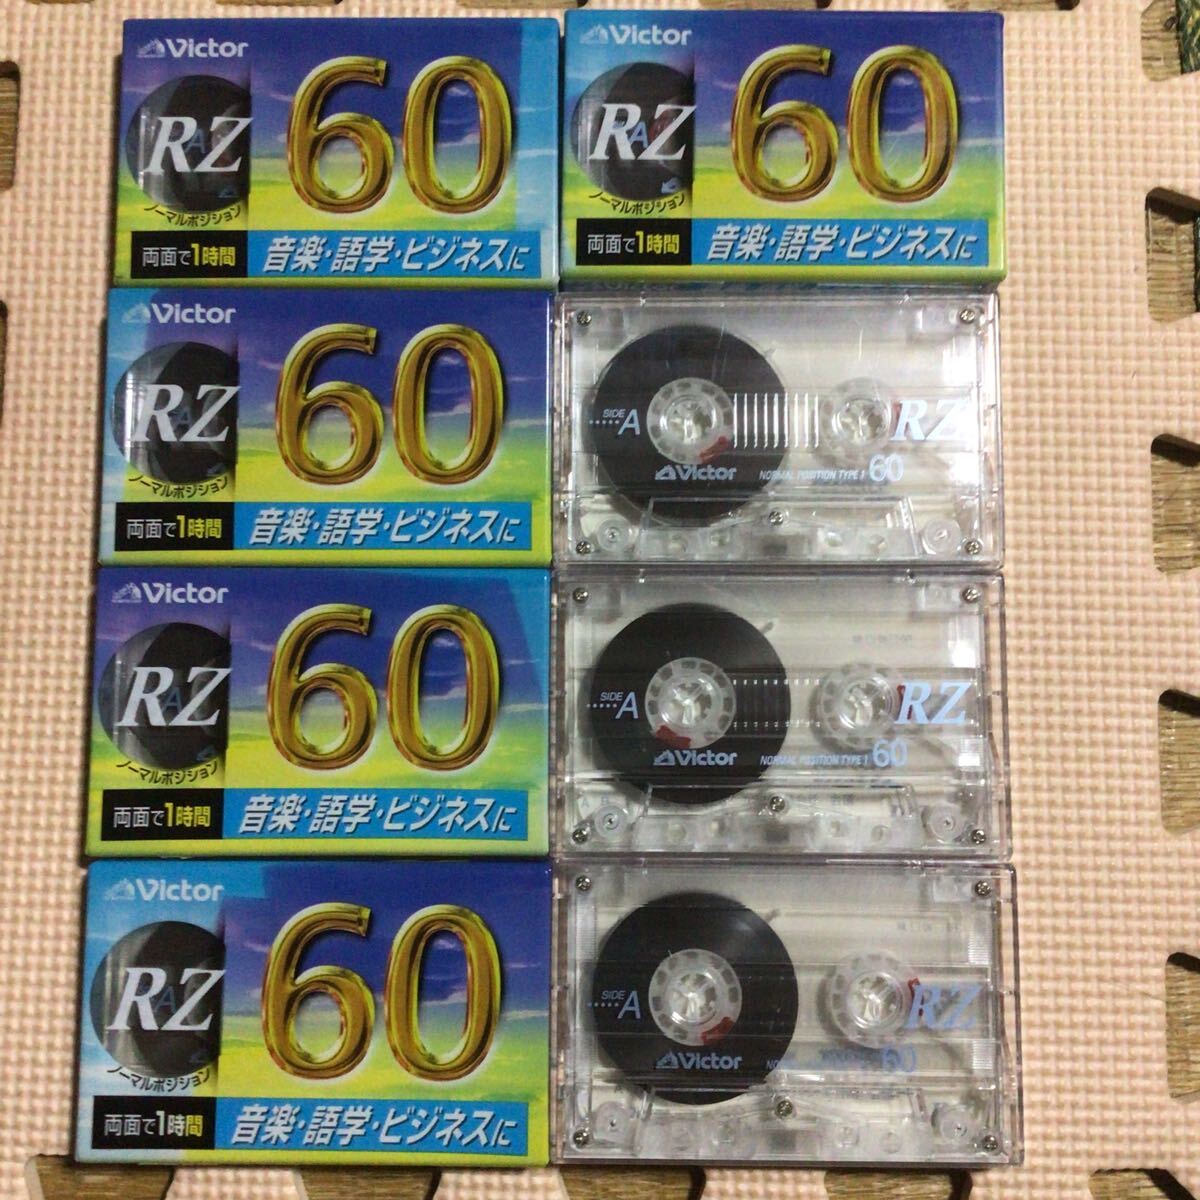 Victor
RZ
60
ノーマルポジション
両面で1時間
音楽・語学・ビジネスに
Victor
RZ
60
ノーマルポジション
両面で1時間
音楽・語学・ビジネスに
Victor
RZ
60
ノーマルポジション
両面で1時間
音楽・語学・ビジネスに
SIDE A
RZ
Victor
NORMAL POSITION TYPE I 60
Victor
RZ
60
ノーマルポジション
両面で1時間
音楽・語学・ビジネスに
SIDE A
RZ
Victor
NORMAL POSITION TYPE I 60
Victor
RZ
60
ノーマルポジション
両面で1時間
音楽・語学・ビジネスに
SIDE A
RZ
Victor
60